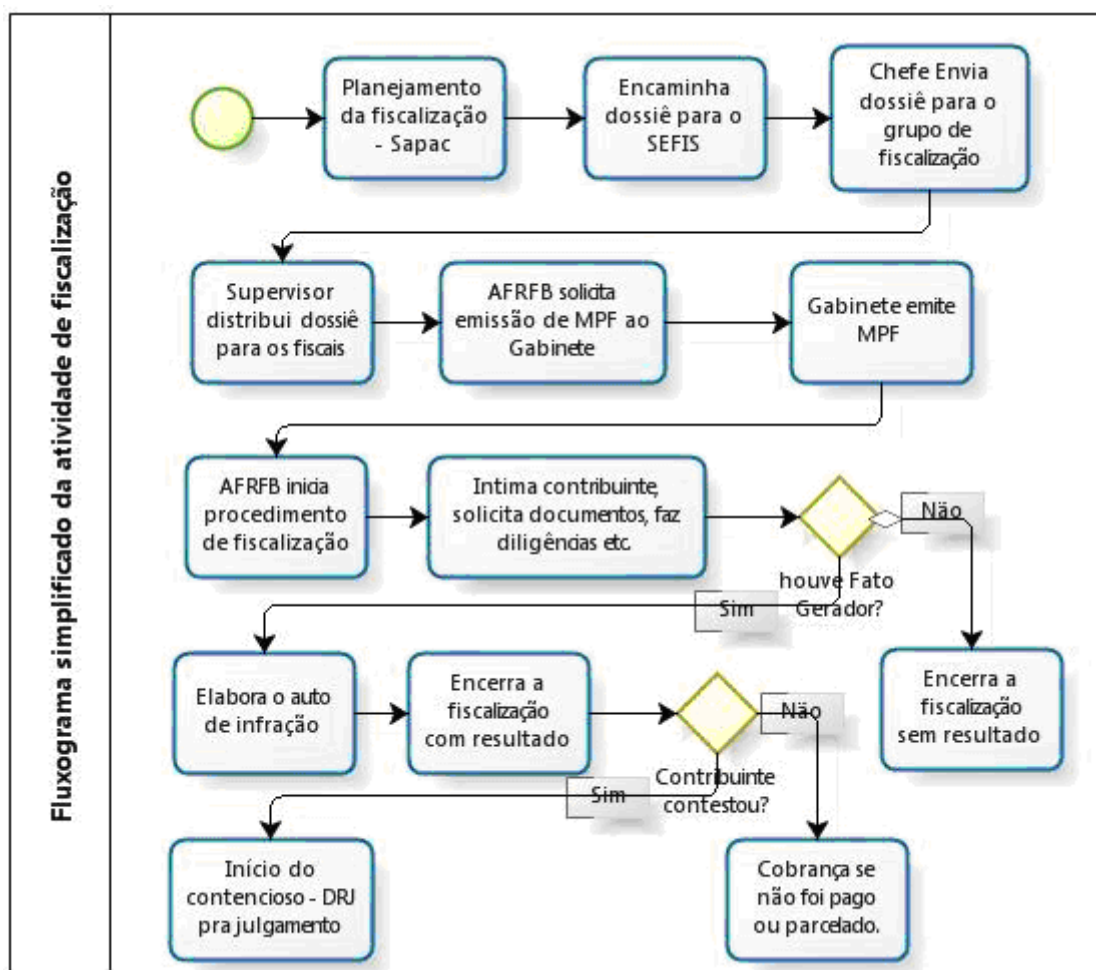 Fluxograma simplificado da atividade de fiscalização
Planejamento
da fiscalização
- Sapac
Encaminha
dossiê para o
SEFIS
Chefe Envia
dossiê para o
grupo de
fiscalização
Supervisor
distribui dossiê
para os fiscais
AFRFB solicita
emissão de MPF ao
Gabinete
Gabinete emite
MPF
AFRFB inicia
procedimento
de fiscalização
Intima contribuinte,
solicita documentos, faz
diligências etc.
Não
houve Fato
Gerador?
Sim
Elabora o auto
de infração
Encerra a
fiscalização
com resultado
Não
Encerra a
fiscalização
sem resultado
Contribuinte
contestou?
Sim
Início do
contencioso - DRJ
pra julgamento
Cobrança se
não foi pago
ou parcelado.